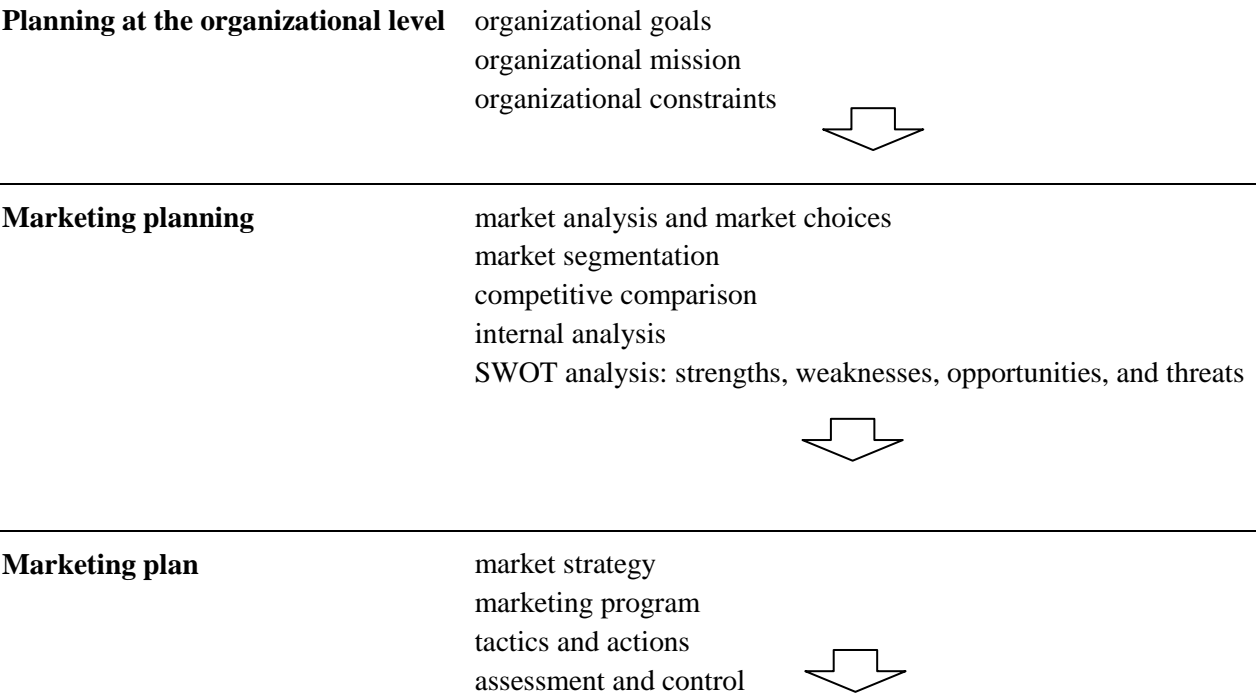 Planning at the organizational level organizational goals
organizational mission
organizational constraints
Marketing planning market analysis and market choices
market segmentation
competitive comparison
internal analysis
SWOT analysis: strengths, weaknesses, opportunities, and threats
Marketing plan market strategy
marketing program
tactics and actions
assessment and control